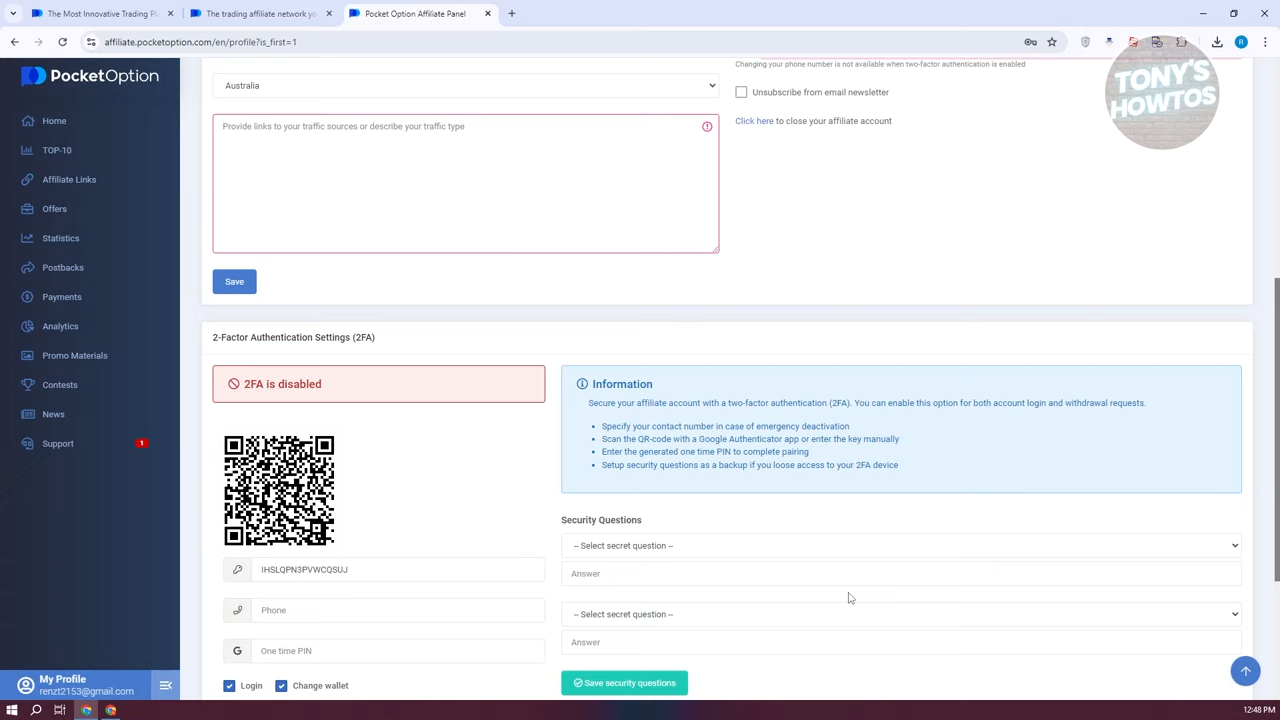 The Most Innovative Trading Pl
The trading affiliate network yo
Pocket Option Affiliate Panel
affiliate.pocketoption.com/en/profile?is_first=1
R
PocketOption
Home
TOP-10
Affiliate Links
Offers
Statistics
Postbacks
Payments
Analytics
Promo Materials
Contests
News
Support
1
My Profile
renzt2153@gmail.com
Changing your phone number is not available when two-factor authentication is enabled
TONY'S
HOWTOS
Australia
Unsubscribe from email newsletter
Click here to close your affiliate account
Provide links to your traffic sources or describe your traffic type
Save
2-Factor Authentication Settings (2FA)
2FA is disabled
IHSLQPN3PVWCQSUJ
Phone
G
One time PIN
Login
Change wallet
Information
Secure your affiliate account with a two-factor authentication (2FA). You can enable this option for both account login and withdrawal requests.
• Specify your contact number in case of emergency deactivation
• Scan the QR-code with a Google Authenticator app or enter the key manually
• Enter the generated one time PIN to complete pairing
• Setup security questions as a backup if you loose access to your 2FA device
Security Questions
-- Select secret question --
Answer
-- Select secret question --
Answer
Save security questions
12:48 PM